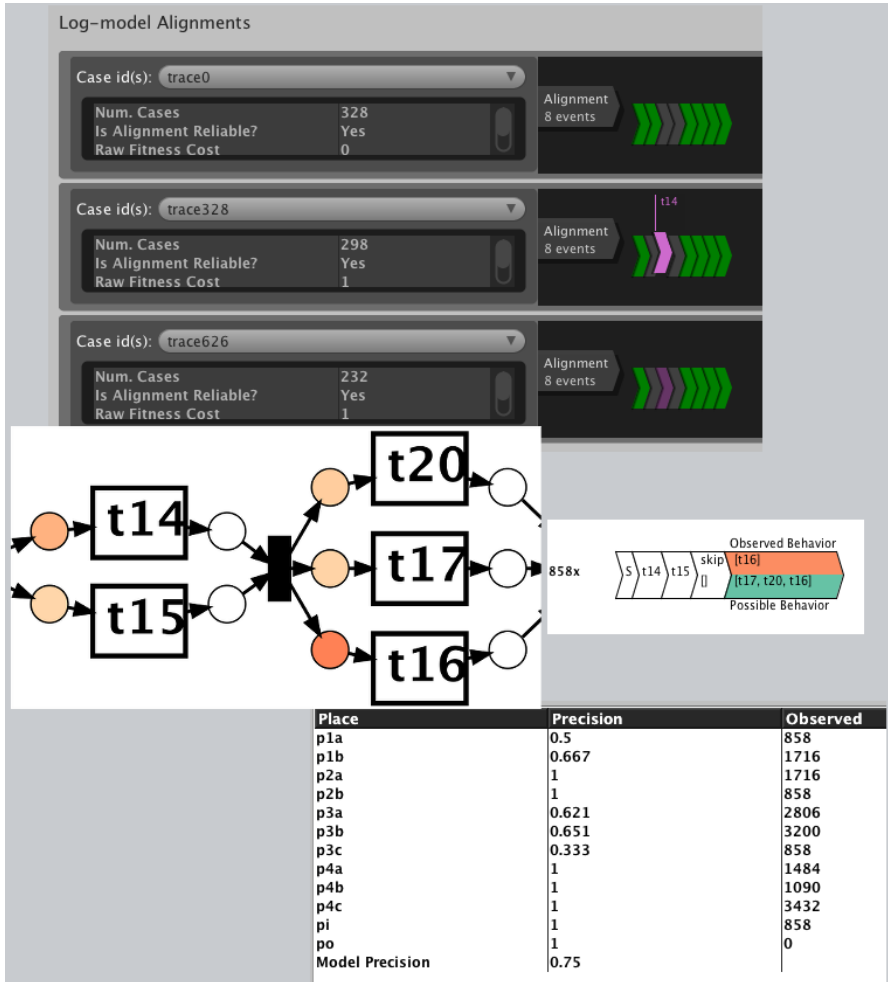 Log-model Alignments
Case id(s): trace0
Num. Cases 328
Is Alignment Reliable? Yes
Raw Fitness Cost 0
Alignment
8 events
Case id(s): trace328
Num. Cases 298
Is Alignment Reliable? Yes
Raw Fitness Cost 1
Alignment
8 events
t14
Case id(s): trace626
Num. Cases 232
Is Alignment Reliable? Yes
Raw Fitness Cost 1
Alignment
8 events
t14
t15
t20
t17
t16
858x
S
t14
t15
skip
[]
Observed Behavior
[t16]
[t17, t20, t16]
Possible Behavior
Place Precision Observed
p1a 0.5 858
p1b 0.667 1716
p2a 1 1716
p2b 1 858
p3a 0.621 2806
p3b 0.651 3200
p3c 0.333 858
p4a 1 1484
p4b 1 1090
p4c 1 3432
pi 1 858
po 1 0
Model Precision 0.75